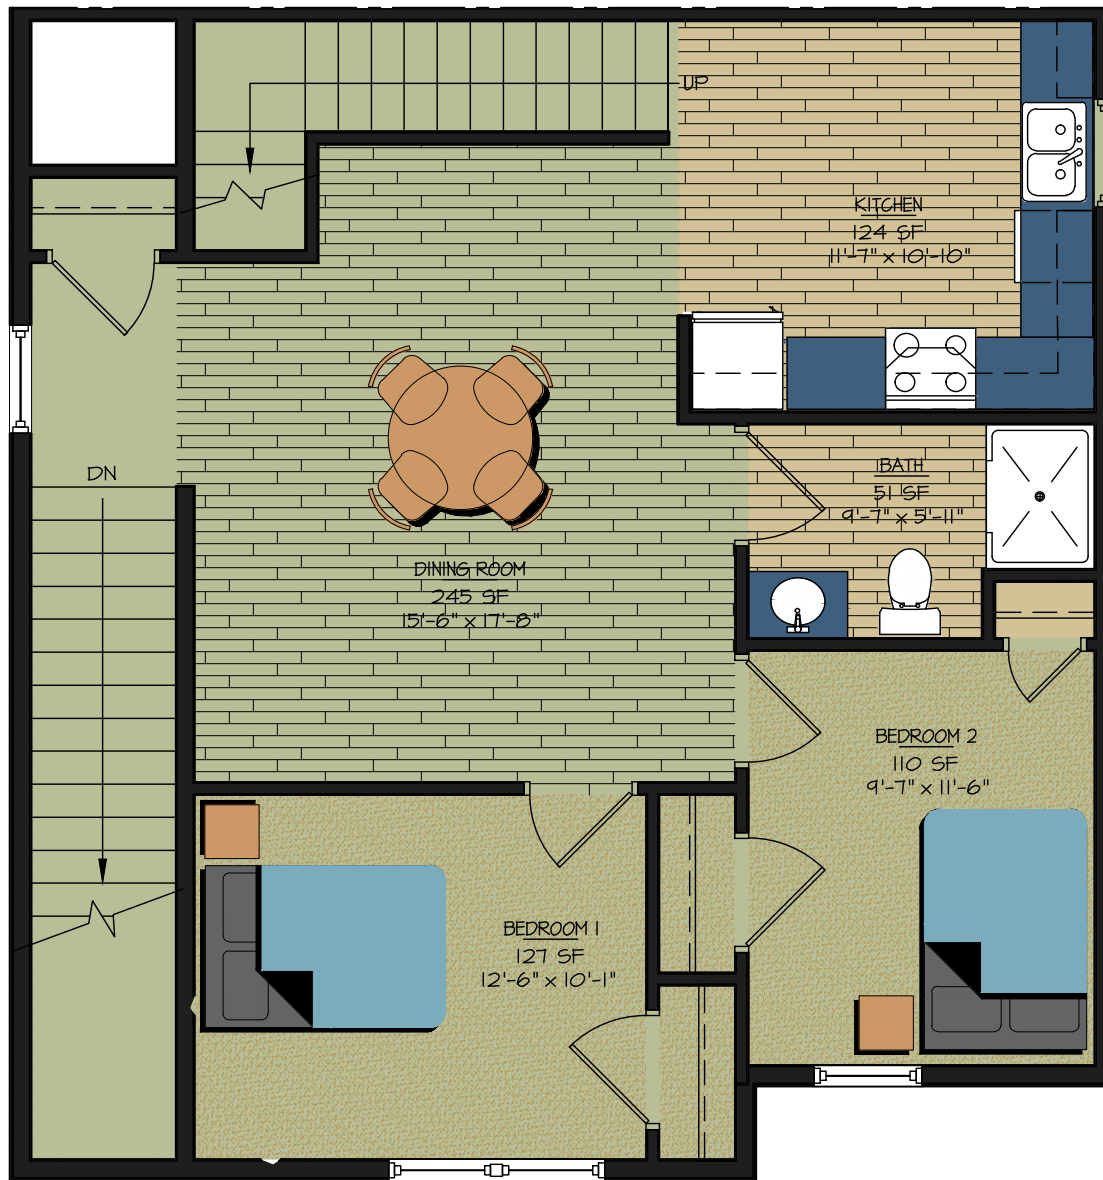 UP
KITCHEN
124 SF
11'-7" x 10'-10"
DN
BATH
51 SF
9'-7" x 5'-11"
DINING ROOM
245 SF
15'-6" x 17'-8"
BEDROOM 2
110 SF
9'-7" x 11'-6"
BEDROOM 1
127 SF
12'-6" x 10'-1"